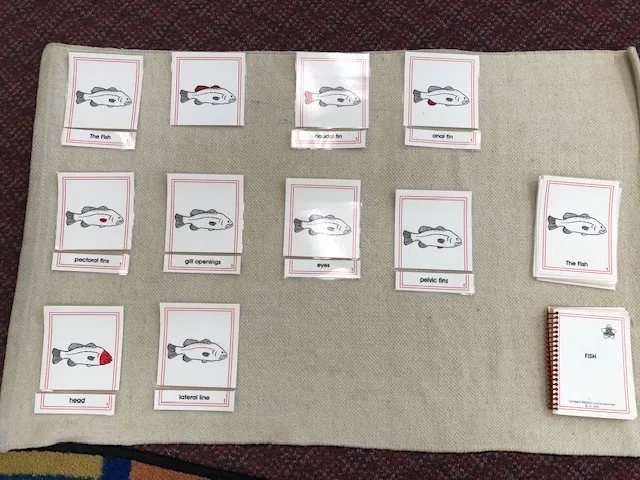 The Fish
caudal fin
anal fin
pectoral fins
gill openings
eyes
pelvic fins
The Fish
head
lateral line
FISH